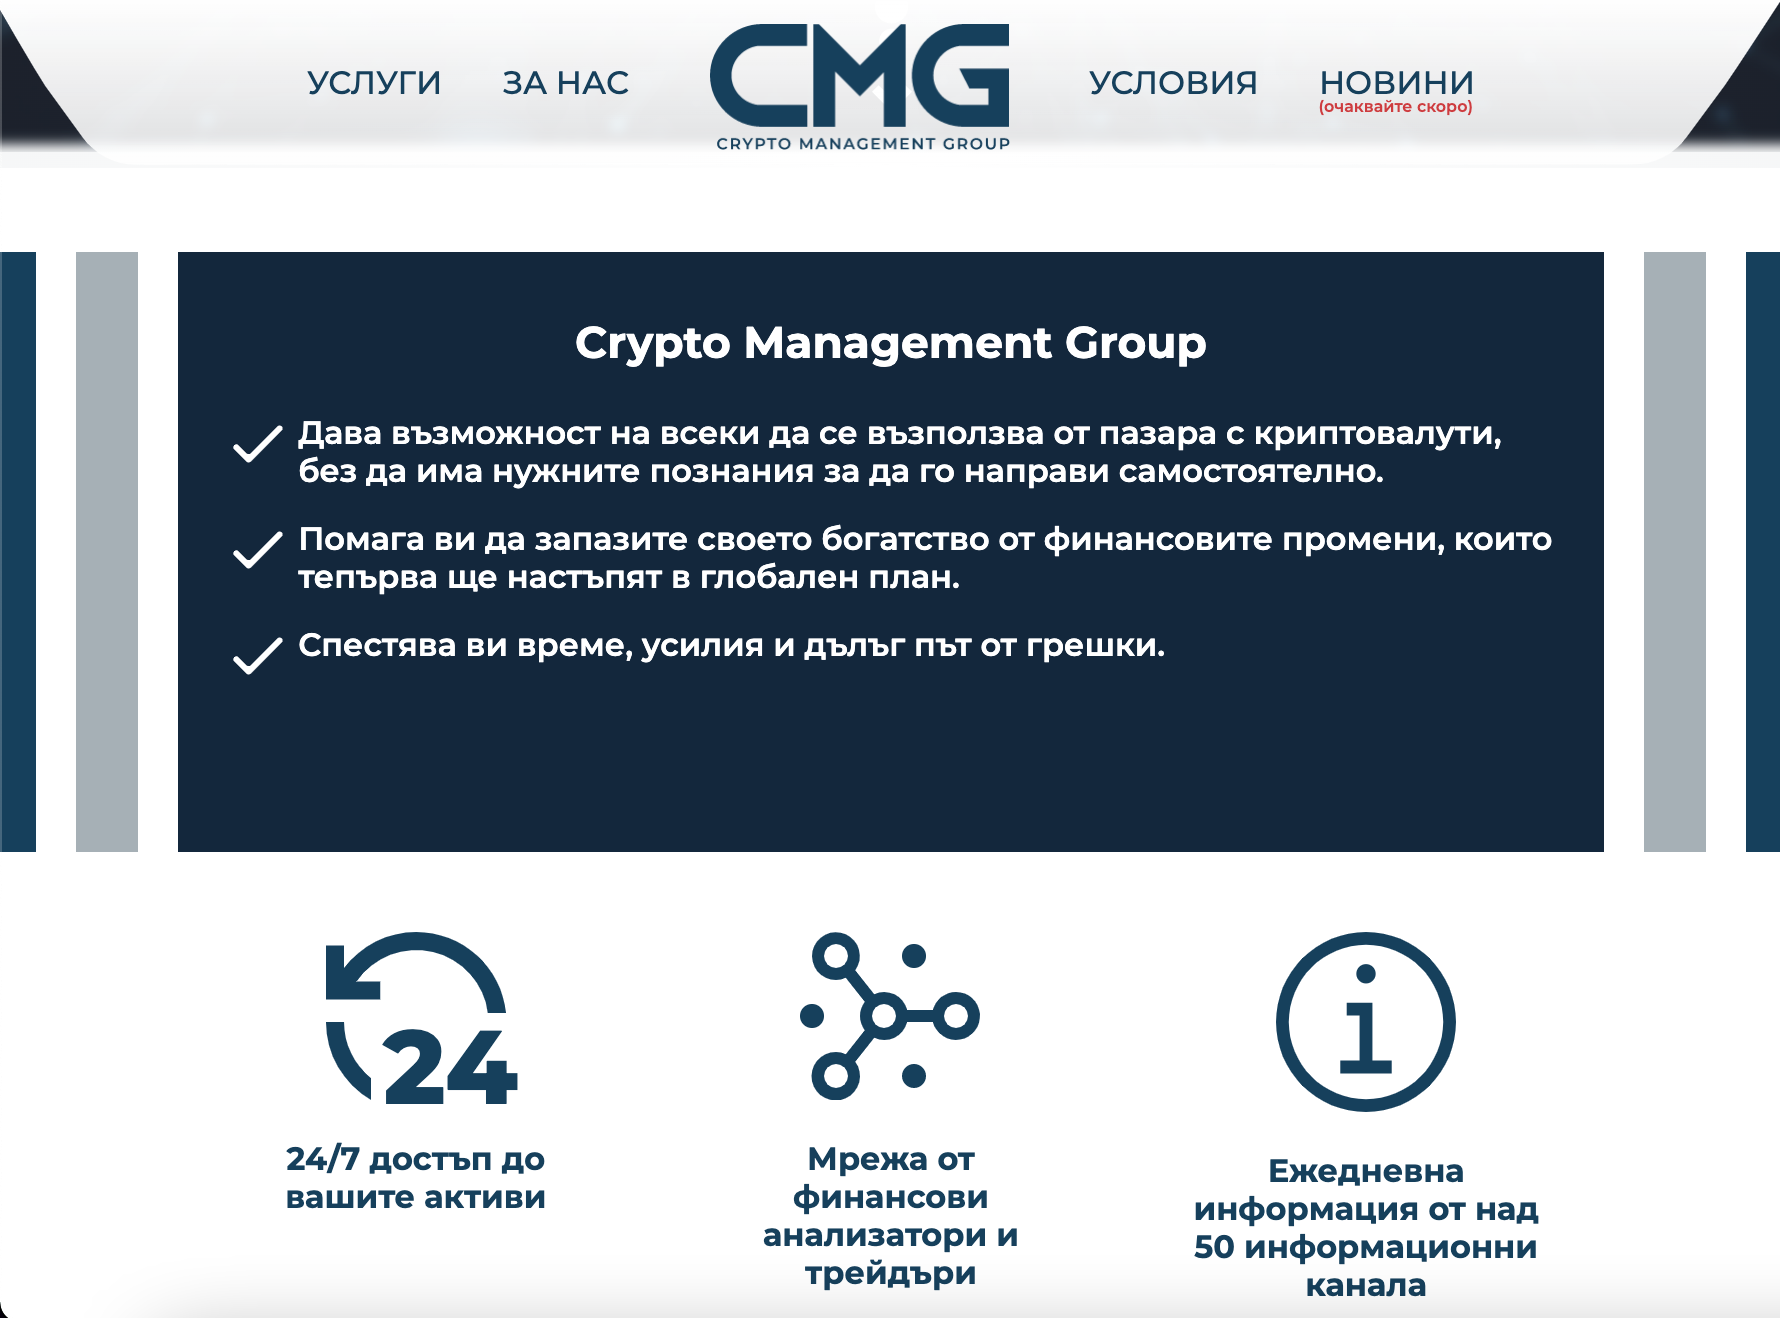 УСЛУГИ
ЗА НАС
CMG
CRYPTO MANAGEMENT GROUP
УСЛОВИЯ
НОВИНИ
(очаквайте скоро)
Crypto Management Group
Дава възможност на всеки да се възползва от пазара с криптовалути,
без да има нужните познания за да го направи самостоятелно.
Помага ви да запазите своето богатство от финансовите промени, които
тепърва ще настъпят в глобален план.
Спестява ви време, усилия и дълъг път от грешки.
24
24/7 достъп до
вашите активи
Мрежа от
финансови
анализатори и
трейдъри
i
Ежедневна
информация от над
50 информационни
канала